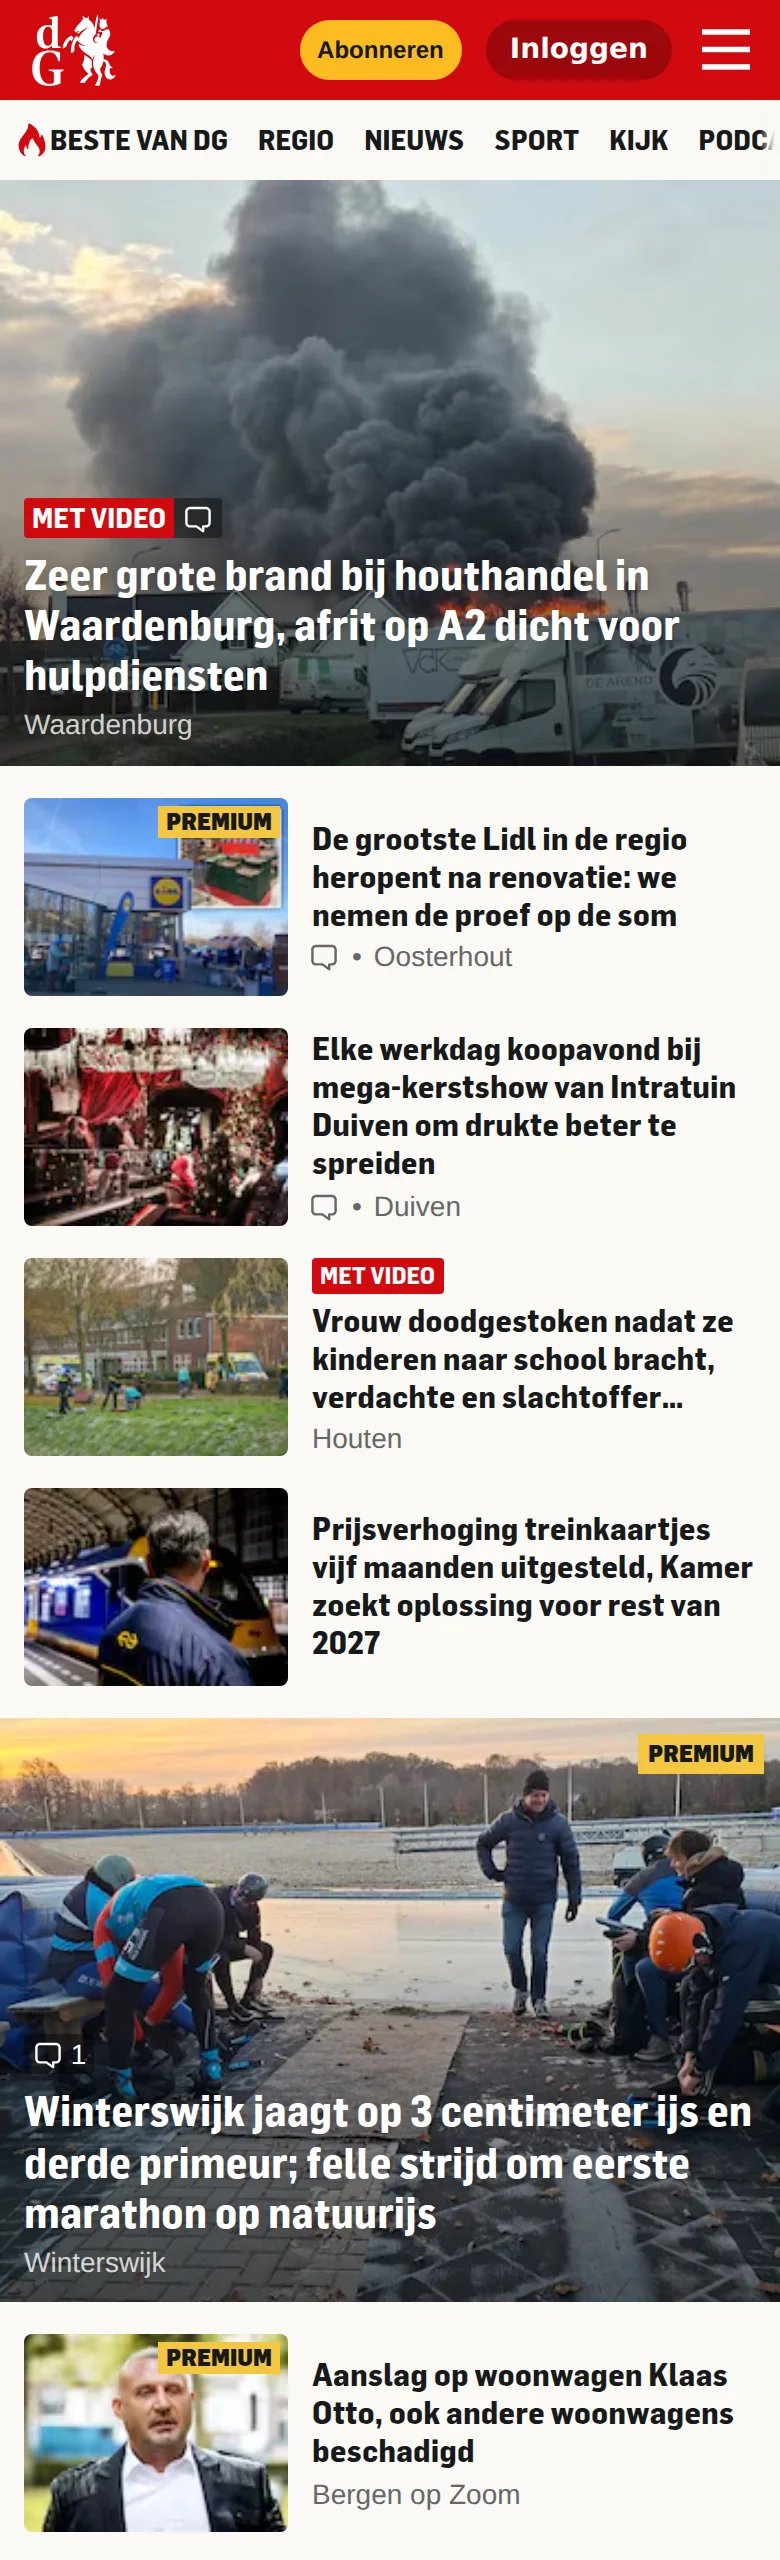 dG
Abonneren
Inloggen
BESTE VAN DG REGIO NIEUWS SPORT KIJK PODCA
MET VIDEO
Zeer grote brand bij houthandel in
Waardenburg, afrit op A2 dicht voor
hulpdiensten
Waardenburg
VCK
DE AREND
PREMIUM
De grootste Lidl in de regio
heropent na renovatie: we
nemen de proef op de som
• Oosterhout
Elke werkdag koopavond bij
mega-kerstshow van Intratuin
Duiven om drukte beter te
spreiden
• Duiven
MET VIDEO
Vrouw doodgestoken nadat ze
kinderen naar school bracht,
verdachte en slachtoffer...
Houten
Prijsverhoging treinkaartjes
vijf maanden uitgesteld, Kamer
zoekt oplossing voor rest van
2027
PREMIUM
1
Winterswijk jaagt op 3 centimeter ijs en
derde primeur; felle strijd om eerste
marathon op natuurijs
Winterswijk
PREMIUM
Aanslag op woonwagen Klaas
Otto, ook andere woonwagens
beschadigd
Bergen op Zoom